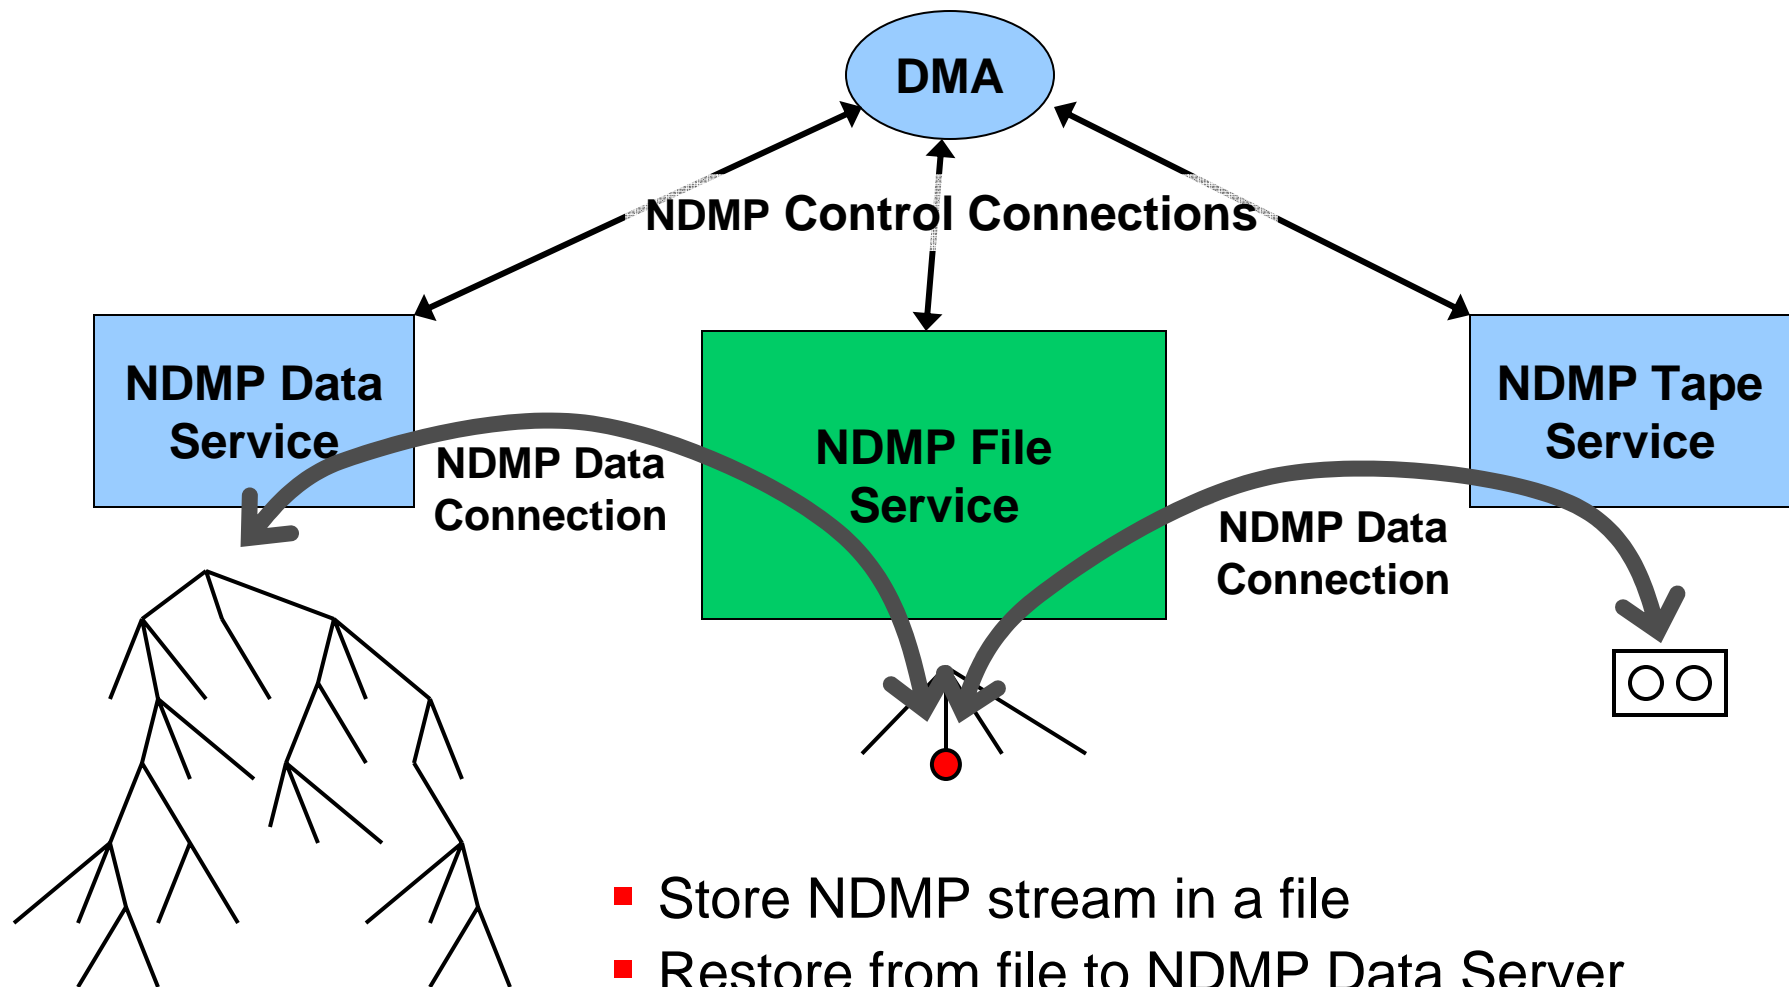 DMA
NDMP Control Connections
NDMP Data
Service
NDMP File
Service
NDMP Tape
Service
NDMP Data
Connection
NDMP Data
Connection
▪ Store NDMP stream in a file
▪ Restore from file to NDMP Data Server